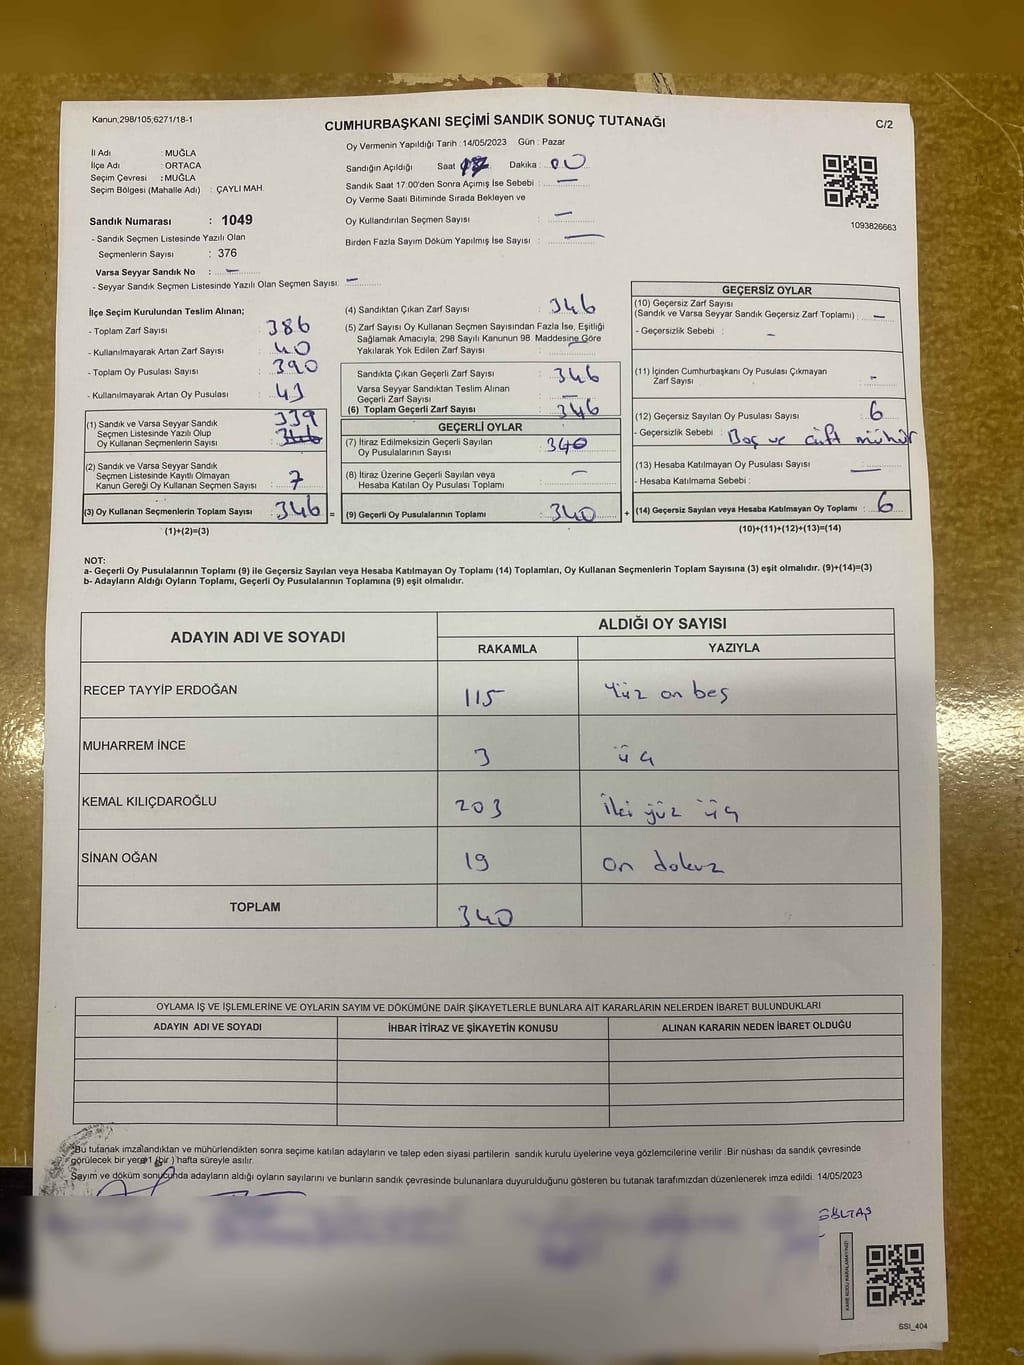 Kanun;298/105;6271/18-1
CUMHURBAŞKANI SEÇİMİ SANDIK SONUÇ TUTANAĞI
C/2
İl Adı : MUĞLA
İlçe Adı : ORTACA
Seçim Çevresi : MUĞLA
Seçim Bölgesi (Mahalle Adı) : ÇAYLI MAH.
Sandık Numarası : 1049
- Sandık Seçmen Listesinde Yazılı Olan
Seçmenlerin Sayısı : 376
Varsa Seyyar Sandık No : —
- Seyyar Sandık Seçmen Listesinde Yazılı Olan Seçmen Sayısı: —
Oy Vermenin Yapıldığı Tarih : 14/05/2023 Gün : Pazar
Sandığın Açıldığı Saat 17 Dakika : 00
Sandık Saat 17:00'den Sonra Açımış İse Sebebi : —
Oy Verme Saati Bitiminde Sırada Bekleyen ve
Oy Kullandırılan Seçmen Sayısı : —
Birden Fazla Sayım Döküm Yapılmış İse Sayısı : —
1093826663
İlçe Seçim Kurulundan Teslim Alınan;
- Toplam Zarf Sayısı : 386
- Kullanılmayarak Artan Zarf Sayısı : 40
- Toplam Oy Pusulası Sayısı : 390
- Kullanılmayarak Artan Oy Pusulası : 43
(1) Sandık ve Varsa Seyyar Sandık
Seçmen Listesinde Yazılı Olup
Oy Kullanan Seçmenlerin Sayısı : 339 346
(2) Sandık ve Varsa Seyyar Sandık
Seçmen Listesinde Kayıtlı Olmayan
Kanun Gereği Oy Kullanan Seçmen Sayısı : 7
(3) Oy Kullanan Seçmenlerin Toplam Sayısı : 346 =
(1)+(2)=(3)
(4) Sandıktan Çıkan Zarf Sayısı : 346
(5) Zarf Sayısı Oy Kullanan Seçmen Sayısından Fazla İse, Eşitliği
Sağlamak Amacıyla; 298 Sayılı Kanunun 98. Maddesine Göre
Yakılarak Yok Edilen Zarf Sayısı : —
Sandıkta Çıkan Geçerli Zarf Sayısı : 346
Varsa Seyyar Sandıktan Teslim Alınan
Geçerli Zarf Sayısı : —
(6) Toplam Geçerli Zarf Sayısı : 346
GEÇERLİ OYLAR
(7) İtiraz Edilmeksizin Geçerli Sayılan
Oy Pusulalarının Sayısı : 340
(8) İtiraz Üzerine Geçerli Sayılan veya
Hesaba Katılan Oy Pusulası Toplamı : —
(9) Geçerli Oy Pusulalarının Toplamı : 340 +
GEÇERSİZ OYLAR
(10) Geçersiz Zarf Sayısı
(Sandık ve Varsa Seyyar Sandık Geçersiz Zarf Toplamı) : —
- Geçersizlik Sebebi : -
(11) İçinden Cumhurbaşkanı Oy Pusulası Çıkmayan
Zarf Sayısı : -
(12) Geçersiz Sayılan Oy Pusulası Sayısı : 6
- Geçersizlik Sebebi : Boş ve çift mühür
(13) Hesaba Katılmayan Oy Pusulası Sayısı : —
- Hesaba Katılmama Sebebi :
(14) Geçersiz Sayılan veya Hesaba Katılmayan Oy Toplamı : 6
(10)+(11)+(12)+(13)=(14)
NOT:
a- Geçerli Oy Pusulalarının Toplamı (9) ile Geçersiz Sayılan veya Hesaba Katılmayan Oy Toplamı (14) Toplamları, Oy Kullanan Seçmenlerin Toplam Sayısına (3) eşit olmalıdır. (9)+(14)=(3)
b- Adayların Aldığı Oyların Toplamı, Geçerli Oy Pusulalarının Toplamına (9) eşit olmalıdır.
ADAYIN ADI VE SOYADI ALDIĞI OY SAYISI
RAKAMLA YAZIYLA
RECEP TAYYİP ERDOĞAN 115 Yüz on beş
MUHARREM İNCE 3 üç
KEMAL KILIÇDAROĞLU 203 İki yüz üç
SİNAN OĞAN 19 On dokuz
TOPLAM 340
OYLAMA İŞ VE İŞLEMLERİNE VE OYLARIN SAYIM VE DÖKÜMÜNE DAİR ŞİKAYETLERLE BUNLARA AİT KARARLARIN NELERDEN İBARET BULUNDUKLARI
ADAYIN ADI VE SOYADI İHBAR İTİRAZ VE ŞİKAYETİN KONUSU ALINAN KARARIN NEDEN İBARET OLDUĞU
Bu tutanak imzalandıktan ve mühürlendikten sonra seçime katılan adayların ve talep eden siyasi partilerin sandık kurulu üyelerine veya gözlemcilerine verilir. Bir nüshası da sandık çevresinde
görülecek bir yere 1 (bir) hafta süreyle asılır.
Sayım ve döküm sonucunda adayların aldığı oyların sayılarını ve bunların sandık çevresinde bulunanlara duyurulduğunu gösteren bu tutanak tarafımızdan düzenlenerek imza edildi. 14/05/2023
SSI_404